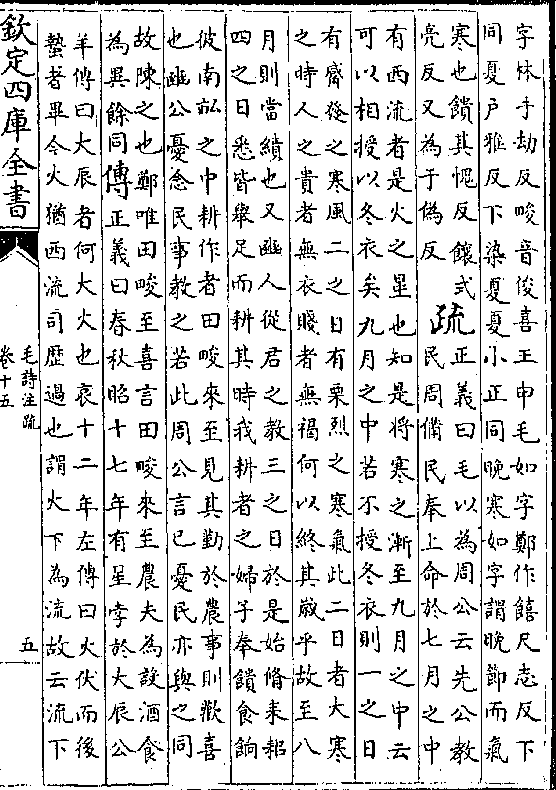 字林手劫反畯音俊喜王申毛如字鄭作饎尺志反下
同夏戶雅反下染夏夏小正同晚寒如字謂晚節而氣
寒也饋其愧反饟式
亮反又為于偽反
疏
正義曰毛以為周公云先公教
民周備民奉上命於七月之中
有西流者是火之星也知是將寒之漸至九月之中云
可以相授以冬衣矣九月之中若不授冬衣則一之日
有觱發之寒風二之日有栗烈之寒氣此二日者大寒
之時人之貴者無衣賤者無褐何以終其歲乎故至八
月則當績也又豳人從君之教三之日於是始脩耒耜
四之日悉皆舉足而耕其時我耕者之婦子奉饋食餉
彼南畝之中耕作者田畯來至見其勤於農事則歡喜
也豳公憂念民事教之若此周公言己憂民亦與之同
故陳之也鄭唯田畯至喜言田畯來至農夫為設酒食
為異餘同傳正義曰春秋昭十七年有星孛於大辰公
羊傳曰大辰者何大火也哀十二年左傳曰火伏而後
蟄者畢今火猶西流司歷過也謂火下為流故云流下
欽定四庫全書
毛詩注疏
卷十五
五